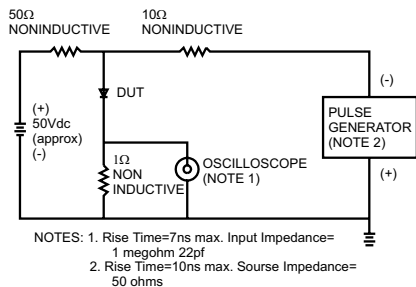 50Ω
NONINDUCTIVE
10Ω
NONINDUCTIVE
(+)
50Vdc
(approx)
(-)
DUT
1Ω
NON
INDUCTIVE
OSCILLOSCOPE
(NOTE 1)
(-)
PULSE
GENERATOR
(NOTE 2)
(+)
NOTES: 1. Rise Time=7ns max. Input Impedance=
1 megohm 22pf
2. Rise Time=10ns max. Sourse Impedance=
50 ohms